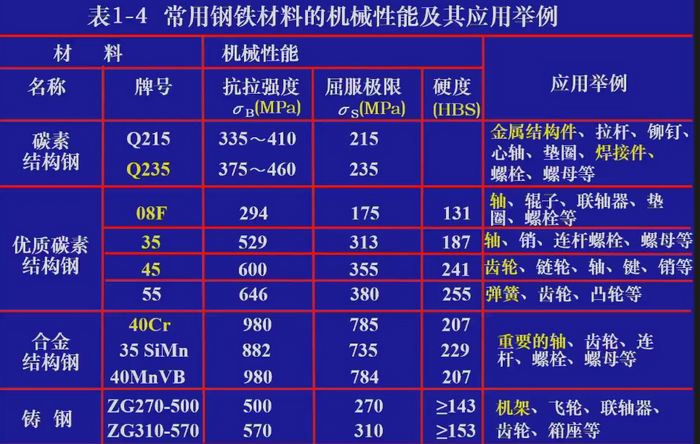 表1-4 常用钢铁材料的机械性能及其应用举例
材 料 机械性能 应用举例
名称 牌号 抗拉强度 σB(MPa) 屈服极限 σS(MPa) 硬度 (HBS)
碳素结构钢 Q215 335～410 215 金属结构件、拉杆、铆钉、
Q235 375～460 235 心轴、垫圈、焊接件、
螺栓、螺母等
优质碳素结构钢 08F 294 175 131 轴、辊子、联轴器、垫
圈、螺栓等
35 529 313 187 轴、销、连杆螺栓、螺母等
45 600 355 241 齿轮、链轮、轴、键、销等
55 646 380 255 弹簧、齿轮、凸轮等
合金结构钢 40Cr 980 785 207 重要的轴、齿轮、连
35 SiMn 882 735 229 杆、螺栓、螺母等
40MnVB 980 784 207
铸 钢 ZG270-500 500 270 ≥143 机架、飞轮、联轴器、
ZG310-570 570 310 ≥153 齿轮、箱座等